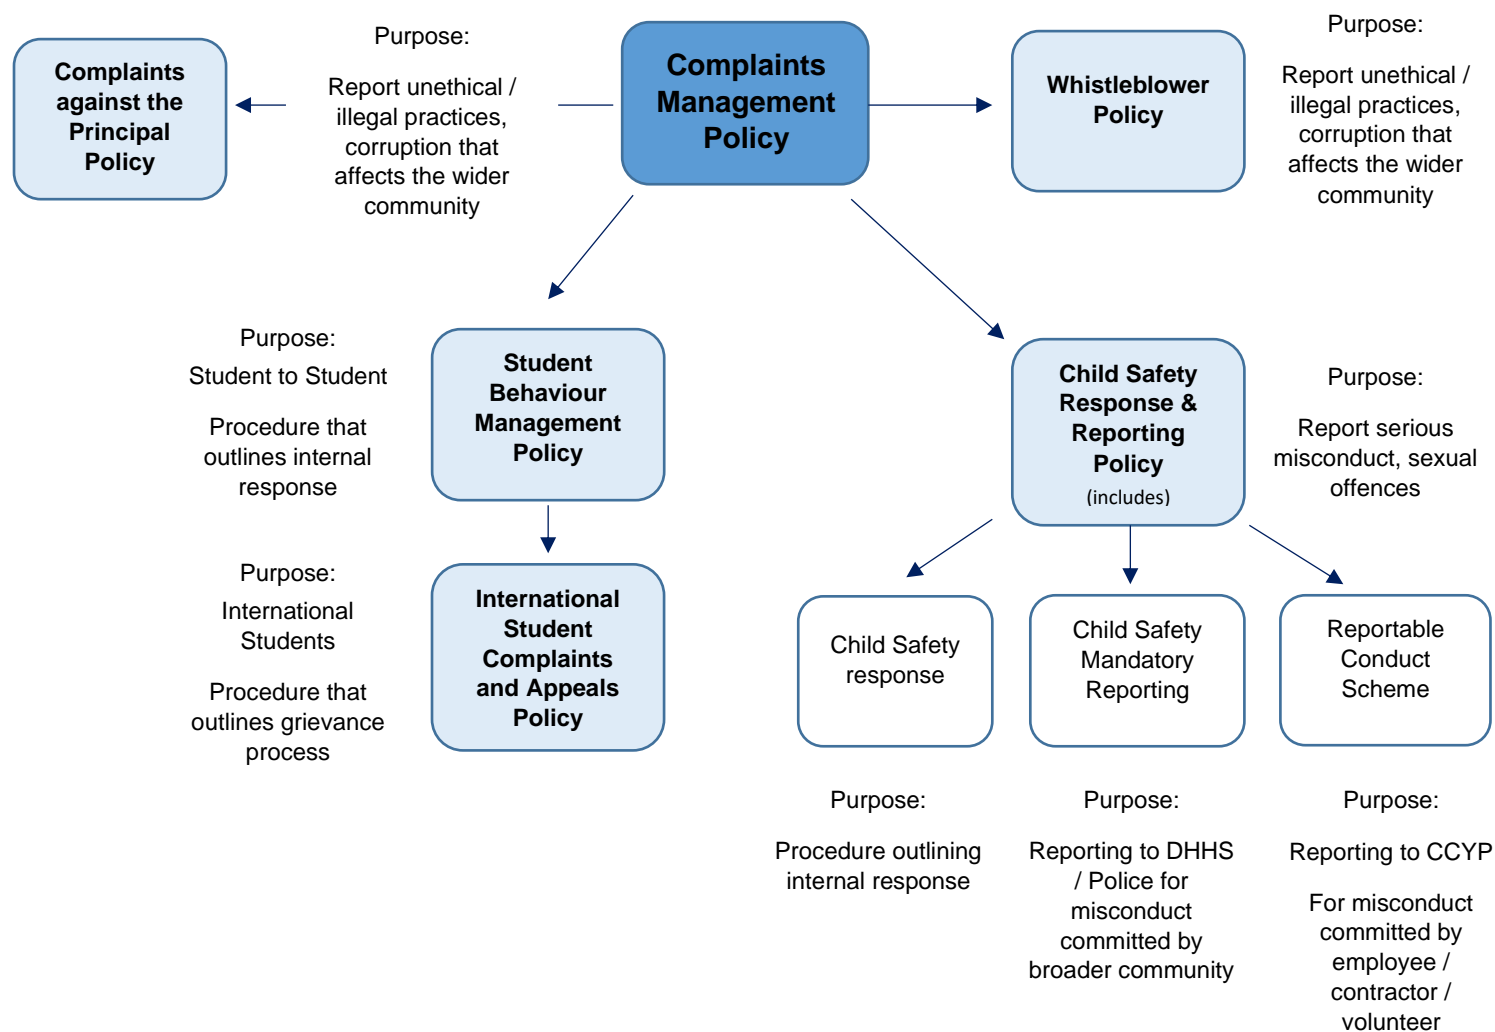 Complaints
against the
Principal
Policy
Purpose:
Report unethical /
illegal practices,
corruption that
affects the wider
community
Complaints
Management
Policy
Whistleblower
Policy
Purpose:
Report unethical /
illegal practices,
corruption that
affects the wider
community
Purpose:
Student to Student
Procedure that
outlines internal
response
Student
Behaviour
Management
Policy
Child Safety
Response &
Reporting
Policy
(includes)
Purpose:
Report serious
misconduct, sexual
offences
Purpose:
International
Students
Procedure that
outlines grievance
process
International
Student
Complaints
and Appeals
Policy
Child Safety
response
Child Safety
Mandatory
Reporting
Reportable
Conduct
Scheme
Purpose:
Procedure outlining
internal response
Purpose:
Reporting to DHHS
/ Police for
misconduct
committed by
broader community
Purpose:
Reporting to CCYP
For misconduct
committed by
employee /
contractor /
volunteer